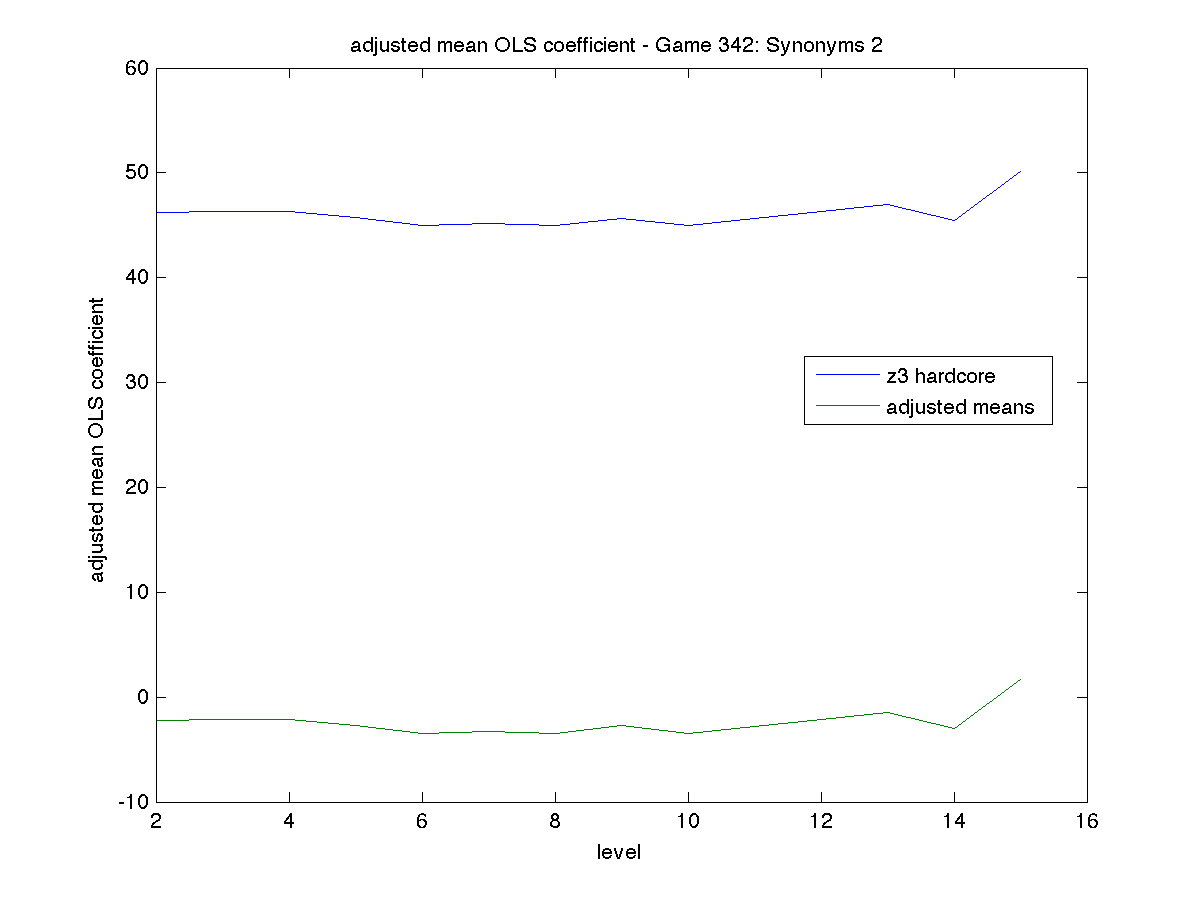 adjusted mean OLS coefficient - Game 342: Synonyms 2
60
50
40
30
20
10
0
-10
adjusted mean OLS coefficient
z3 hardcore
adjusted means
2 4 6 8 10 12 14 16
level